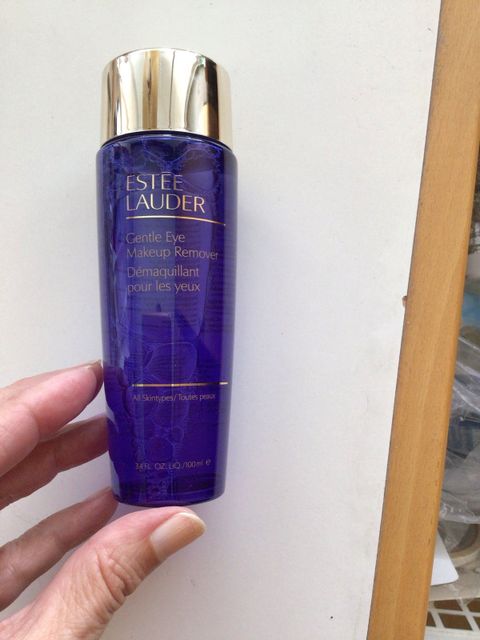 ESTĒE
LAUDER
Gentle Eye
Makeup Remover
Démaquillant
pour les yeux
All Skintypes/Toutes peaux
3.4 FL. OZ. LIQ./100 ml e